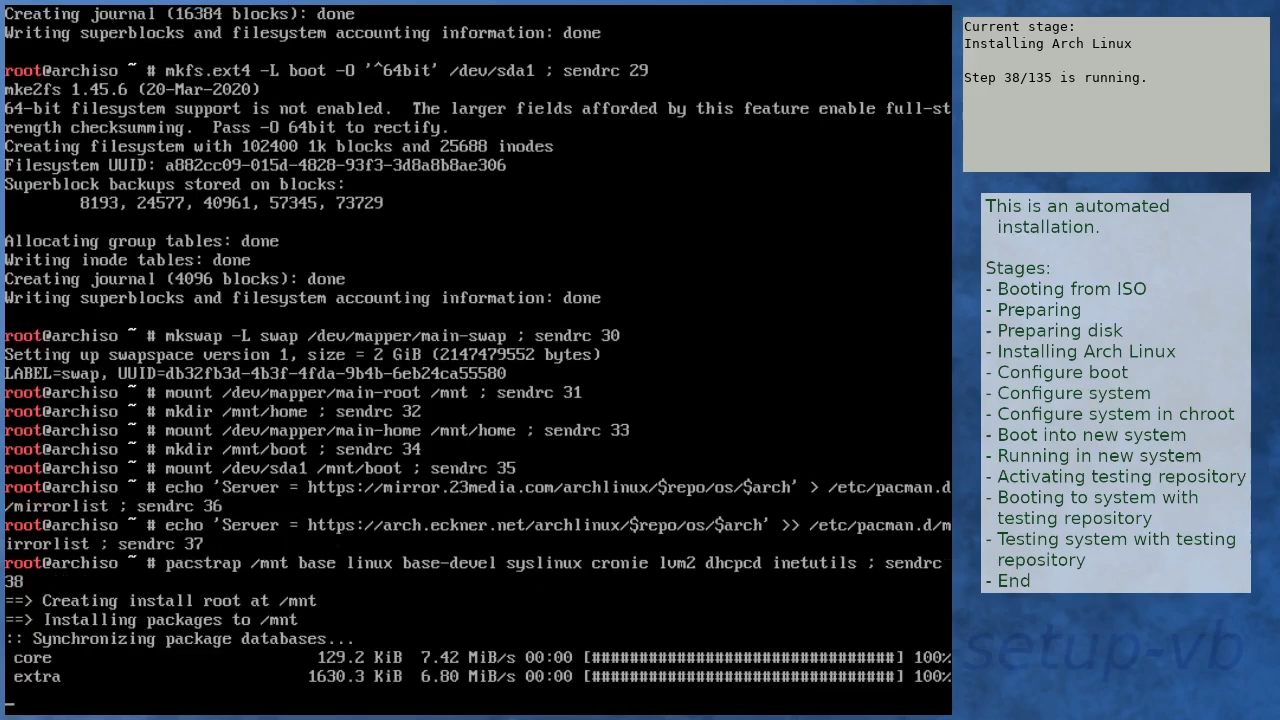 Creating journal (16384 blocks): done
Writing superblocks and filesystem accounting information: done
root@archiso ~ # mkfs.ext4 -L boot -O '^64bit' /dev/sda1 ; sendrc 29
mke2fs 1.45.6 (20-Mar-2020)
64-bit filesystem support is not enabled.  The larger fields afforded by this feature enable full-st
rength checksumming.  Pass -O 64bit to rectify.
Creating filesystem with 102400 1k blocks and 25688 inodes
Filesystem UUID: a882cc09-015d-4828-93f3-3d8a8b8ae306
Superblock backups stored on blocks:
        8193, 24577, 40961, 57345, 73729
Allocating group tables: done
Writing inode tables: done
Creating journal (4096 blocks): done
Writing superblocks and filesystem accounting information: done
root@archiso ~ # mkswap -L swap /dev/mapper/main-swap ; sendrc 30
Setting up swapspace version 1, size = 2 GiB (2147479552 bytes)
LABEL=swap, UUID=db32fb3d-4b3f-4fda-9b4b-6eb24ca55580
root@archiso ~ # mount /dev/mapper/main-root /mnt ; sendrc 31
root@archiso ~ # mkdir /mnt/home ; sendrc 32
root@archiso ~ # mount /dev/mapper/main-home /mnt/home ; sendrc 33
root@archiso ~ # mkdir /mnt/boot ; sendrc 34
root@archiso ~ # mount /dev/sda1 /mnt/boot ; sendrc 35
root@archiso ~ # echo 'Server = https://mirror.23media.com/archlinux/$repo/os/$arch' > /etc/pacman.d
/mirrorlist ; sendrc 36
root@archiso ~ # echo 'Server = https://arch.eckner.net/archlinux/$repo/os/$arch' >> /etc/pacman.d/m
irrorlist ; sendrc 37
root@archiso ~ # pacstrap /mnt base linux base-devel syslinux cronie lvm2 dhcpcd inetutils ; sendrc
38
==> Creating install root at /mnt
==> Installing packages to /mnt
:: Synchronizing package databases...
 core                            129.2 KiB  7.42 MiB/s 00:00 [################################] 100%
 extra                          1630.3 KiB  6.80 MiB/s 00:00 [################################] 100%
Current stage:
Installing Arch Linux
Step 38/135 is running.
This is an automated
installation.
Stages:
- Booting from ISO
- Preparing
- Preparing disk
- Installing Arch Linux
- Configure boot
- Configure system
- Configure system in chroot
- Boot into new system
- Running in new system
- Activating testing repository
- Booting to system with
testing repository
- Testing system with testing
repository
- End
setup-vb